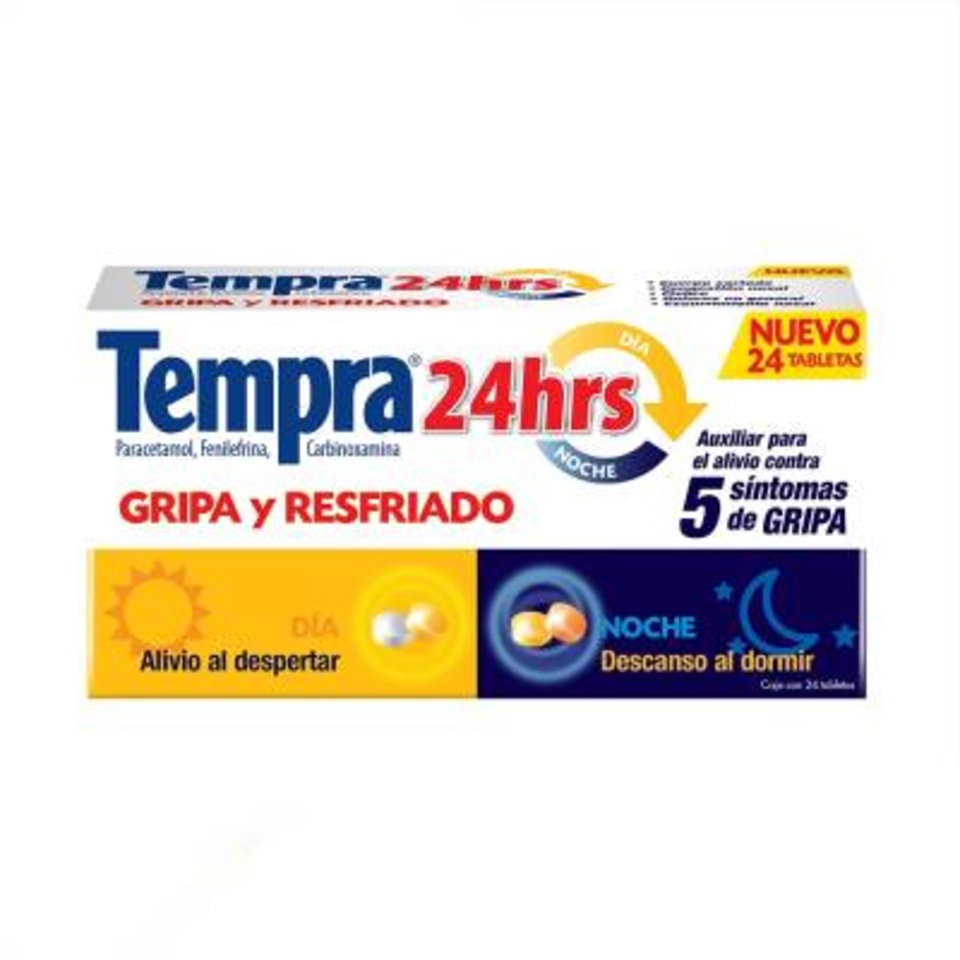 Tempra 24hrs
GRIPA Y RESFRIADO
NUEVO
Tempra® 24hrs
DÍA
NOCHE
NUEVO
24 TABLETAS
Paracetamol, Fenilefrina, Carbinoxamina
GRIPA y RESFRIADO
Auxiliar para
el alivio contra
5 síntomas
de GRIPA
DÍA
Alivio al despertar
NOCHE
Descanso al dormir
Caja con 24 tabletas